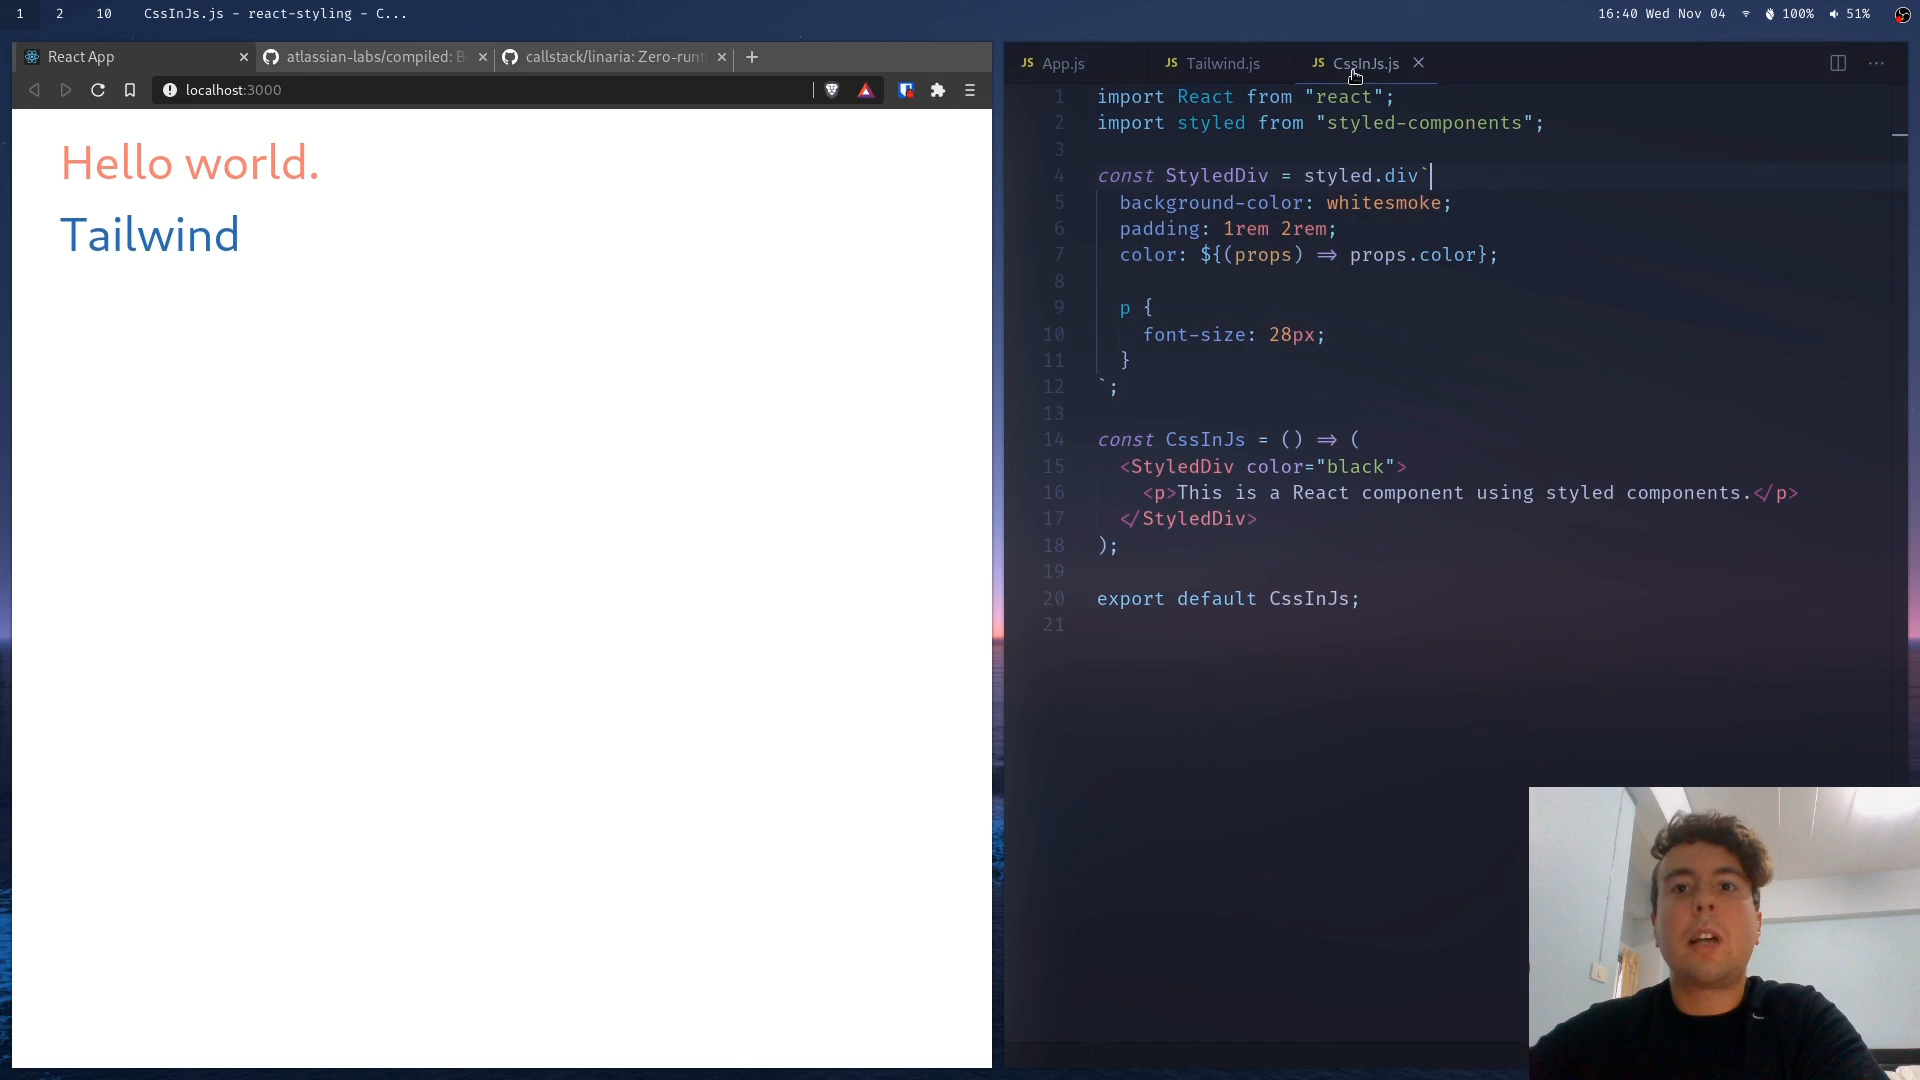 1 2 10 CssInJs.js - react-styling - C...
16:40 Wed Nov 04 100% 51%
React App
atlassian-labs/compiled: B
callstack/linaria: Zero-runt
localhost:3000
Hello world.
Tailwind
JS App.js JS Tailwind.js JS CssInJs.js
1 import React from "react";
2 import styled from "styled-components";
3
4 const StyledDiv = styled.div`
5 background-color: whitesmoke;
6 padding: 1rem 2rem;
7 color: ${(props) => props.color};
8
9 p {
10 font-size: 28px;
11 }
12 `;
13
14 const CssInJs = () => (
15 <StyledDiv color="black">
16 <p>This is a React component using styled components.</p>
17 </StyledDiv>
18 );
19
20 export default CssInJs;
21